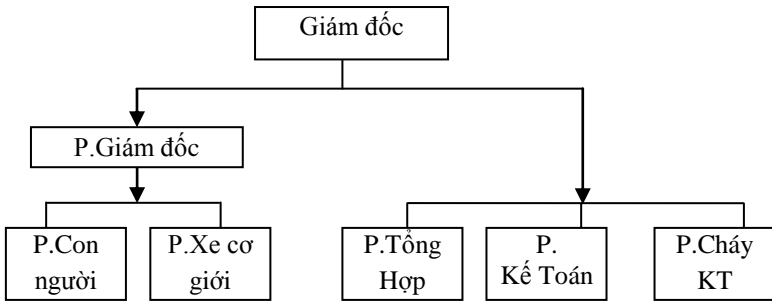 Giám đốc
P.Giám đốc
P.Con
người
P.Xe cơ
giới
P.Tổng
Hợp
P.
Kế Toán
P.Cháy
KT